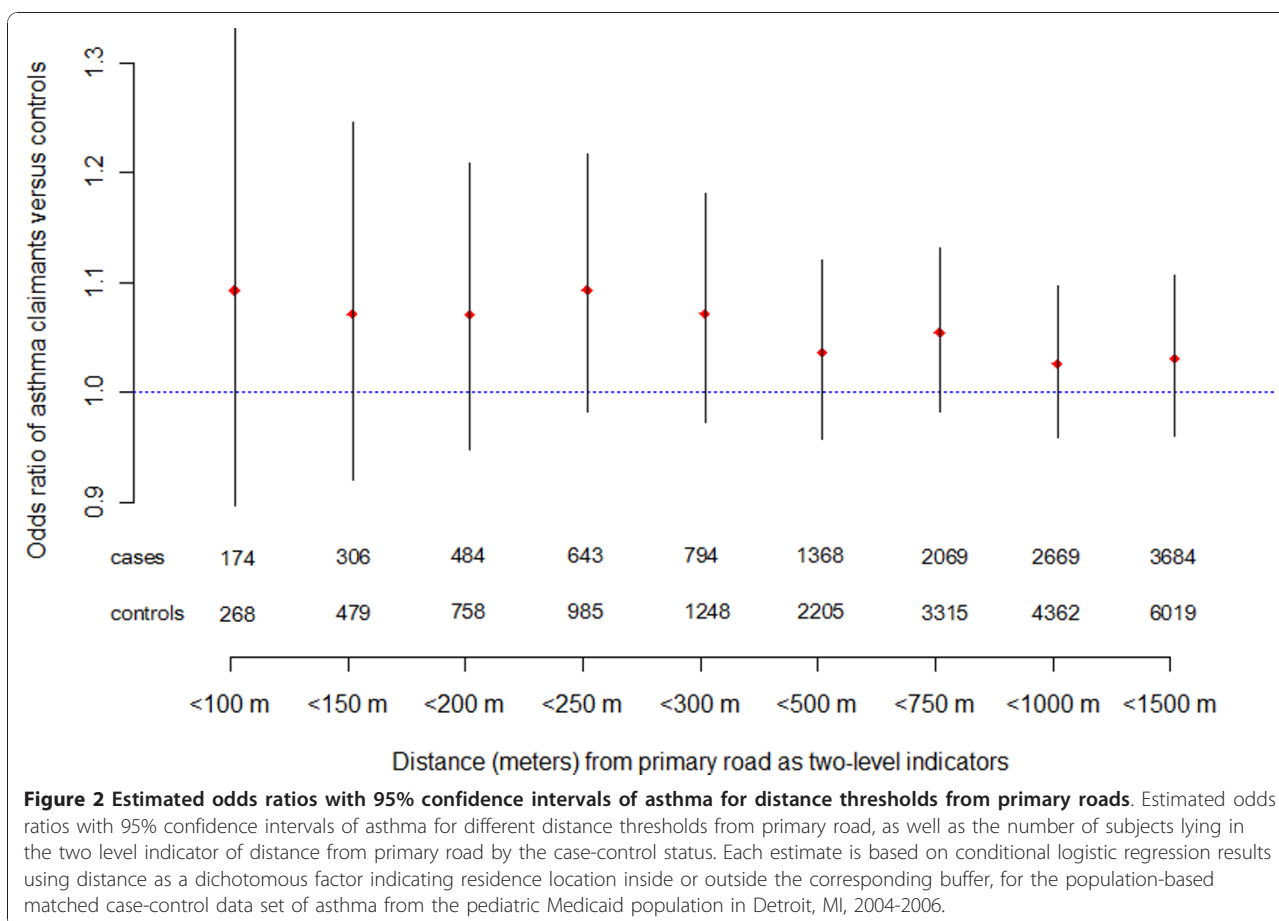 Odds ratio of asthma claimants versus controls
1.3
1.2
1.1
1.0
0.9
cases 174 306 484 643 794 1368 2069 2669 3684
controls 268 479 758 985 1248 2205 3315 4362 6019
<100 m <150 m <200 m <250 m <300 m <500 m <750 m <1000 m <1500 m
Distance (meters) from primary road as two-level indicators
Figure 2 Estimated odds ratios with 95% confidence intervals of asthma for distance thresholds from primary roads. Estimated odds
ratios with 95% confidence intervals of asthma for different distance thresholds from primary road, as well as the number of subjects lying in
the two level indicator of distance from primary road by the case-control status. Each estimate is based on conditional logistic regression results
using distance as a dichotomous factor indicating residence location inside or outside the corresponding buffer, for the population-based
matched case-control data set of asthma from the pediatric Medicaid population in Detroit, MI, 2004-2006.